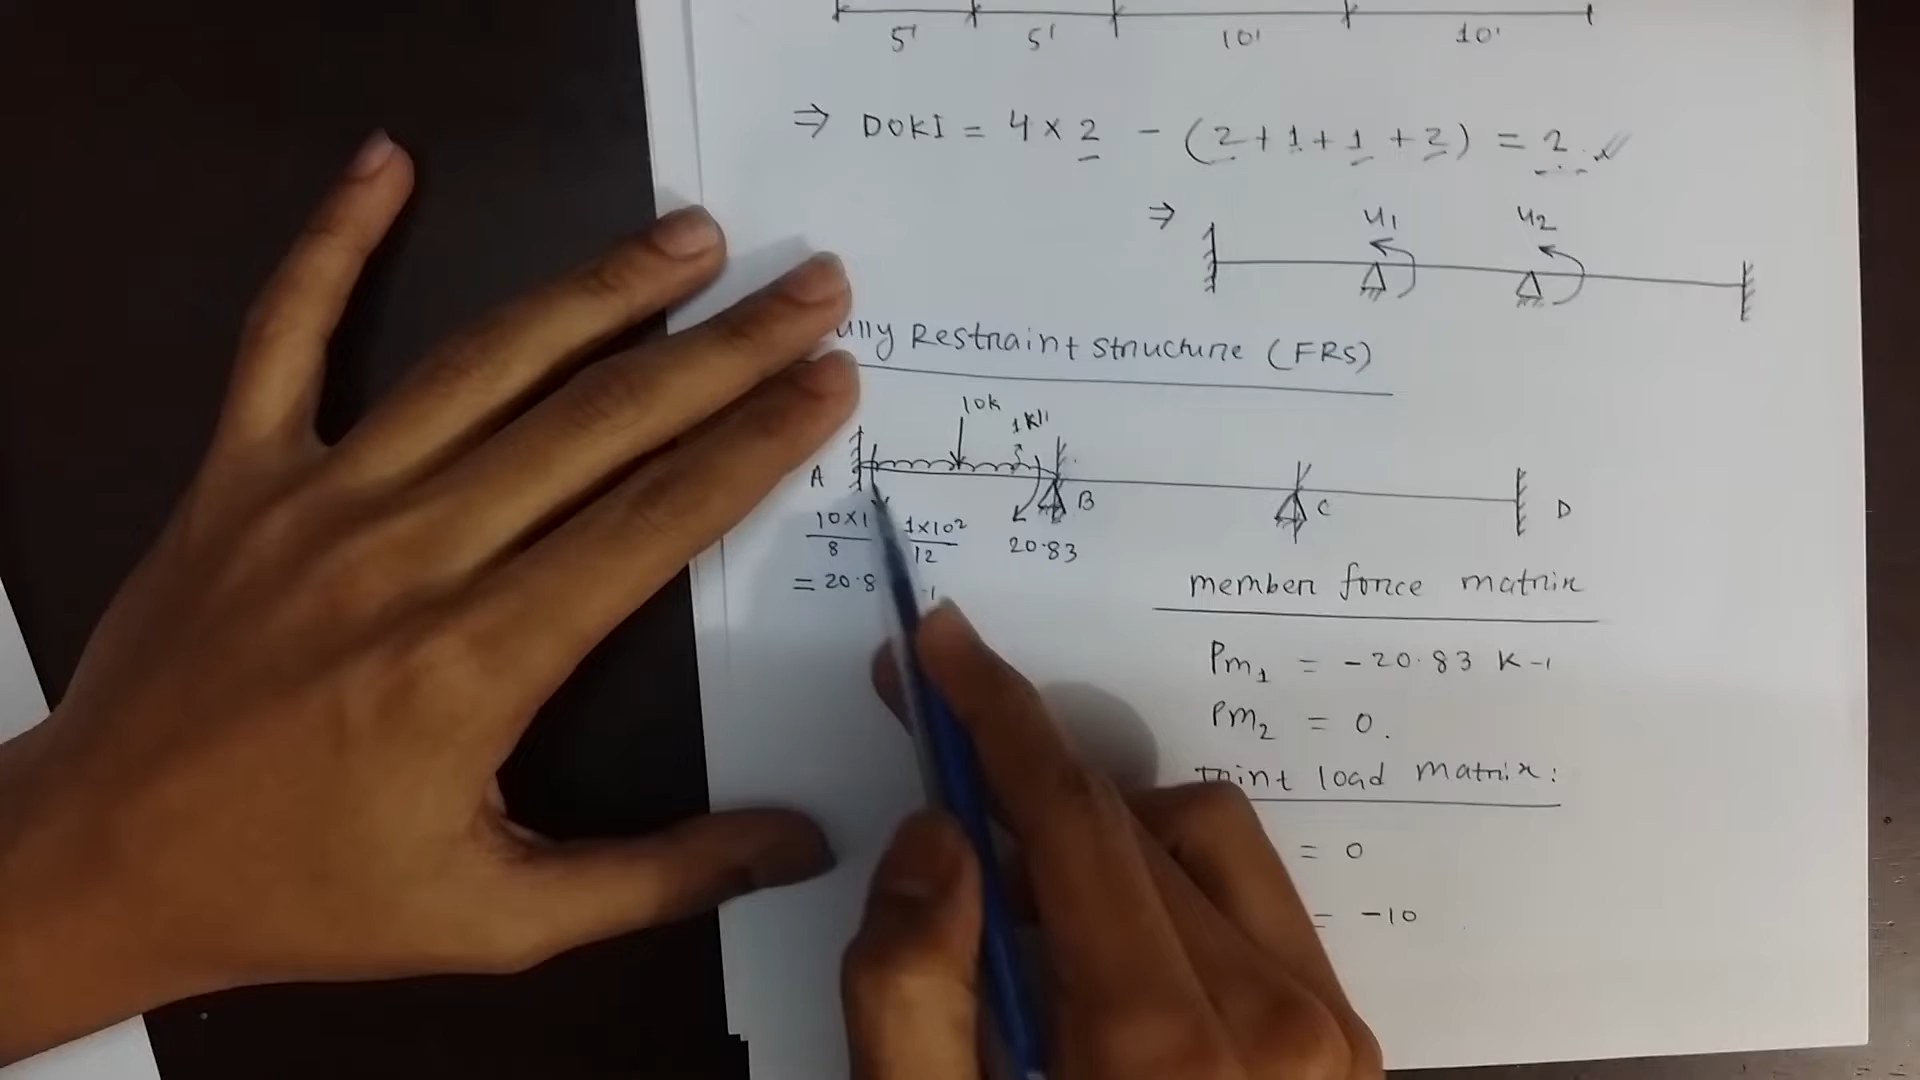 5' 5' 10' 10'
⇒ DOKI = 4 × 2 - (2+1+1+2) = 2.
⇒ u1 u2
ully Restraint structure (FRS)
10k
A B C D
10×1/8 1×10²/12 20.83
= 20.8
member force matrix
Pm1 = -20.83 K-1
Pm2 = 0.
load matrix:
= 0
= -10